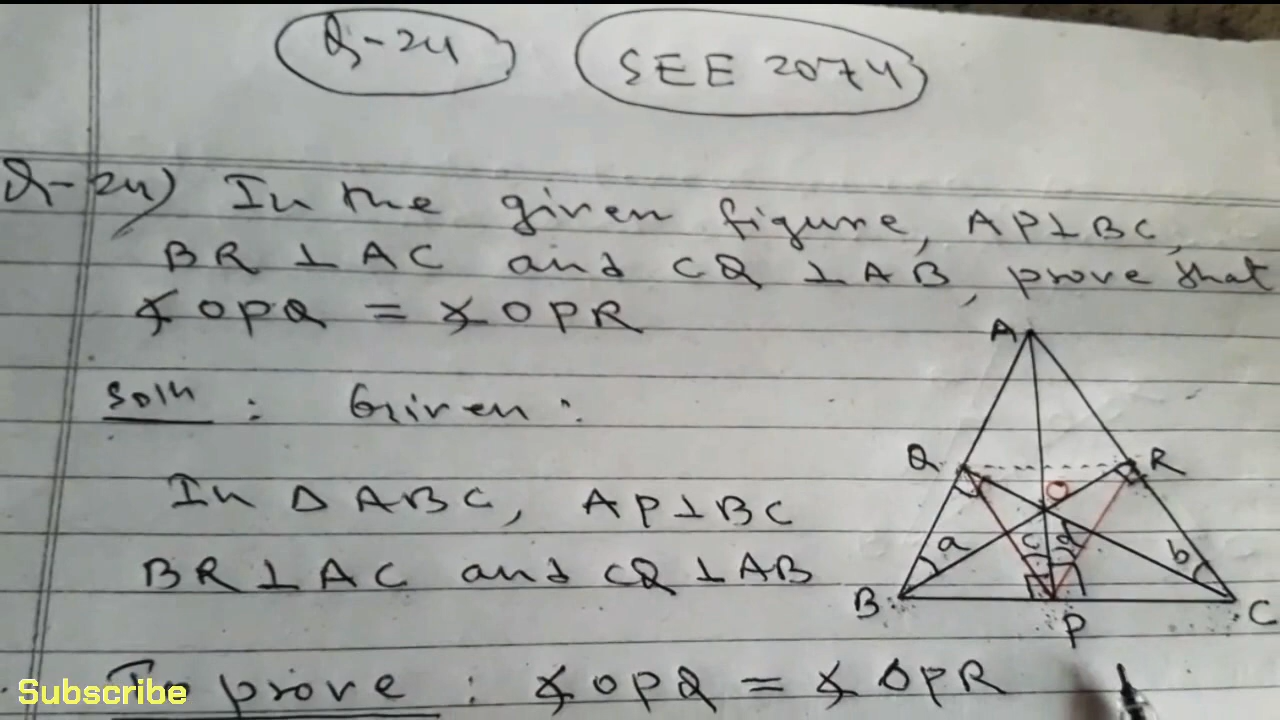 Q-24
SEE 2074
Q-24) In the given figure, AP⊥BC,
BR ⊥ AC and CQ ⊥ AB, prove that
∡OPQ = ∡OPR
Soln : Given :
In Δ ABC, AP⊥BC
BR ⊥ AC and CQ ⊥ AB
To prove : ∡OPQ = ∡OPR
A
Q
R
O
a
c
d
b
B
C
P
Subscribe